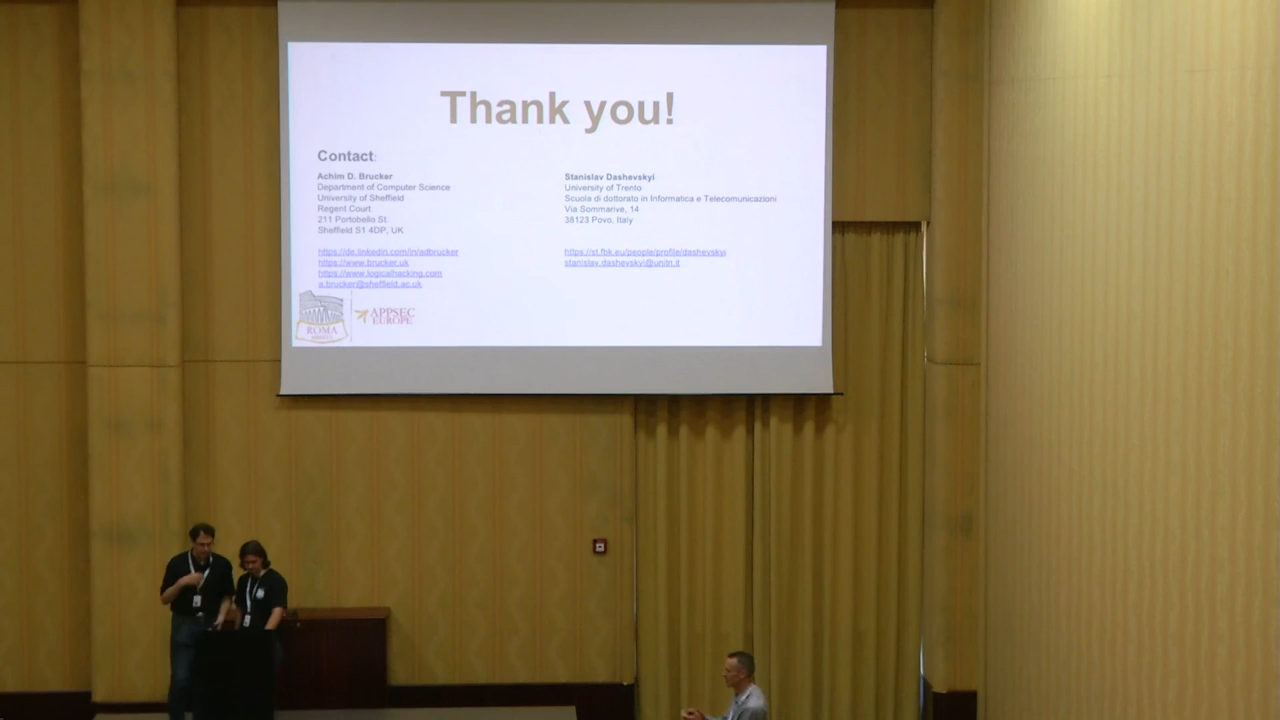 Thank you!
Contact:
Achim D. Brucker
Department of Computer Science
University of Sheffield
Regent Court
211 Portobello St.
Sheffield S1 4DP, UK
https://de.linkedin.com/in/adbrucker
https://www.brucker.uk
https://www.logicalhacking.com
a.brucker@sheffield.ac.uk
Stanislav Dashevskyi
University of Trento
Scuola di dottorato in Informatica e Telecomunicazioni
Via Sommarive, 14
38123 Povo, Italy
https://st.fbk.eu/people/profile/dashevskyi
stanislav.dashevskyi@unitn.it
ROMA
APPSEC
EUROPE